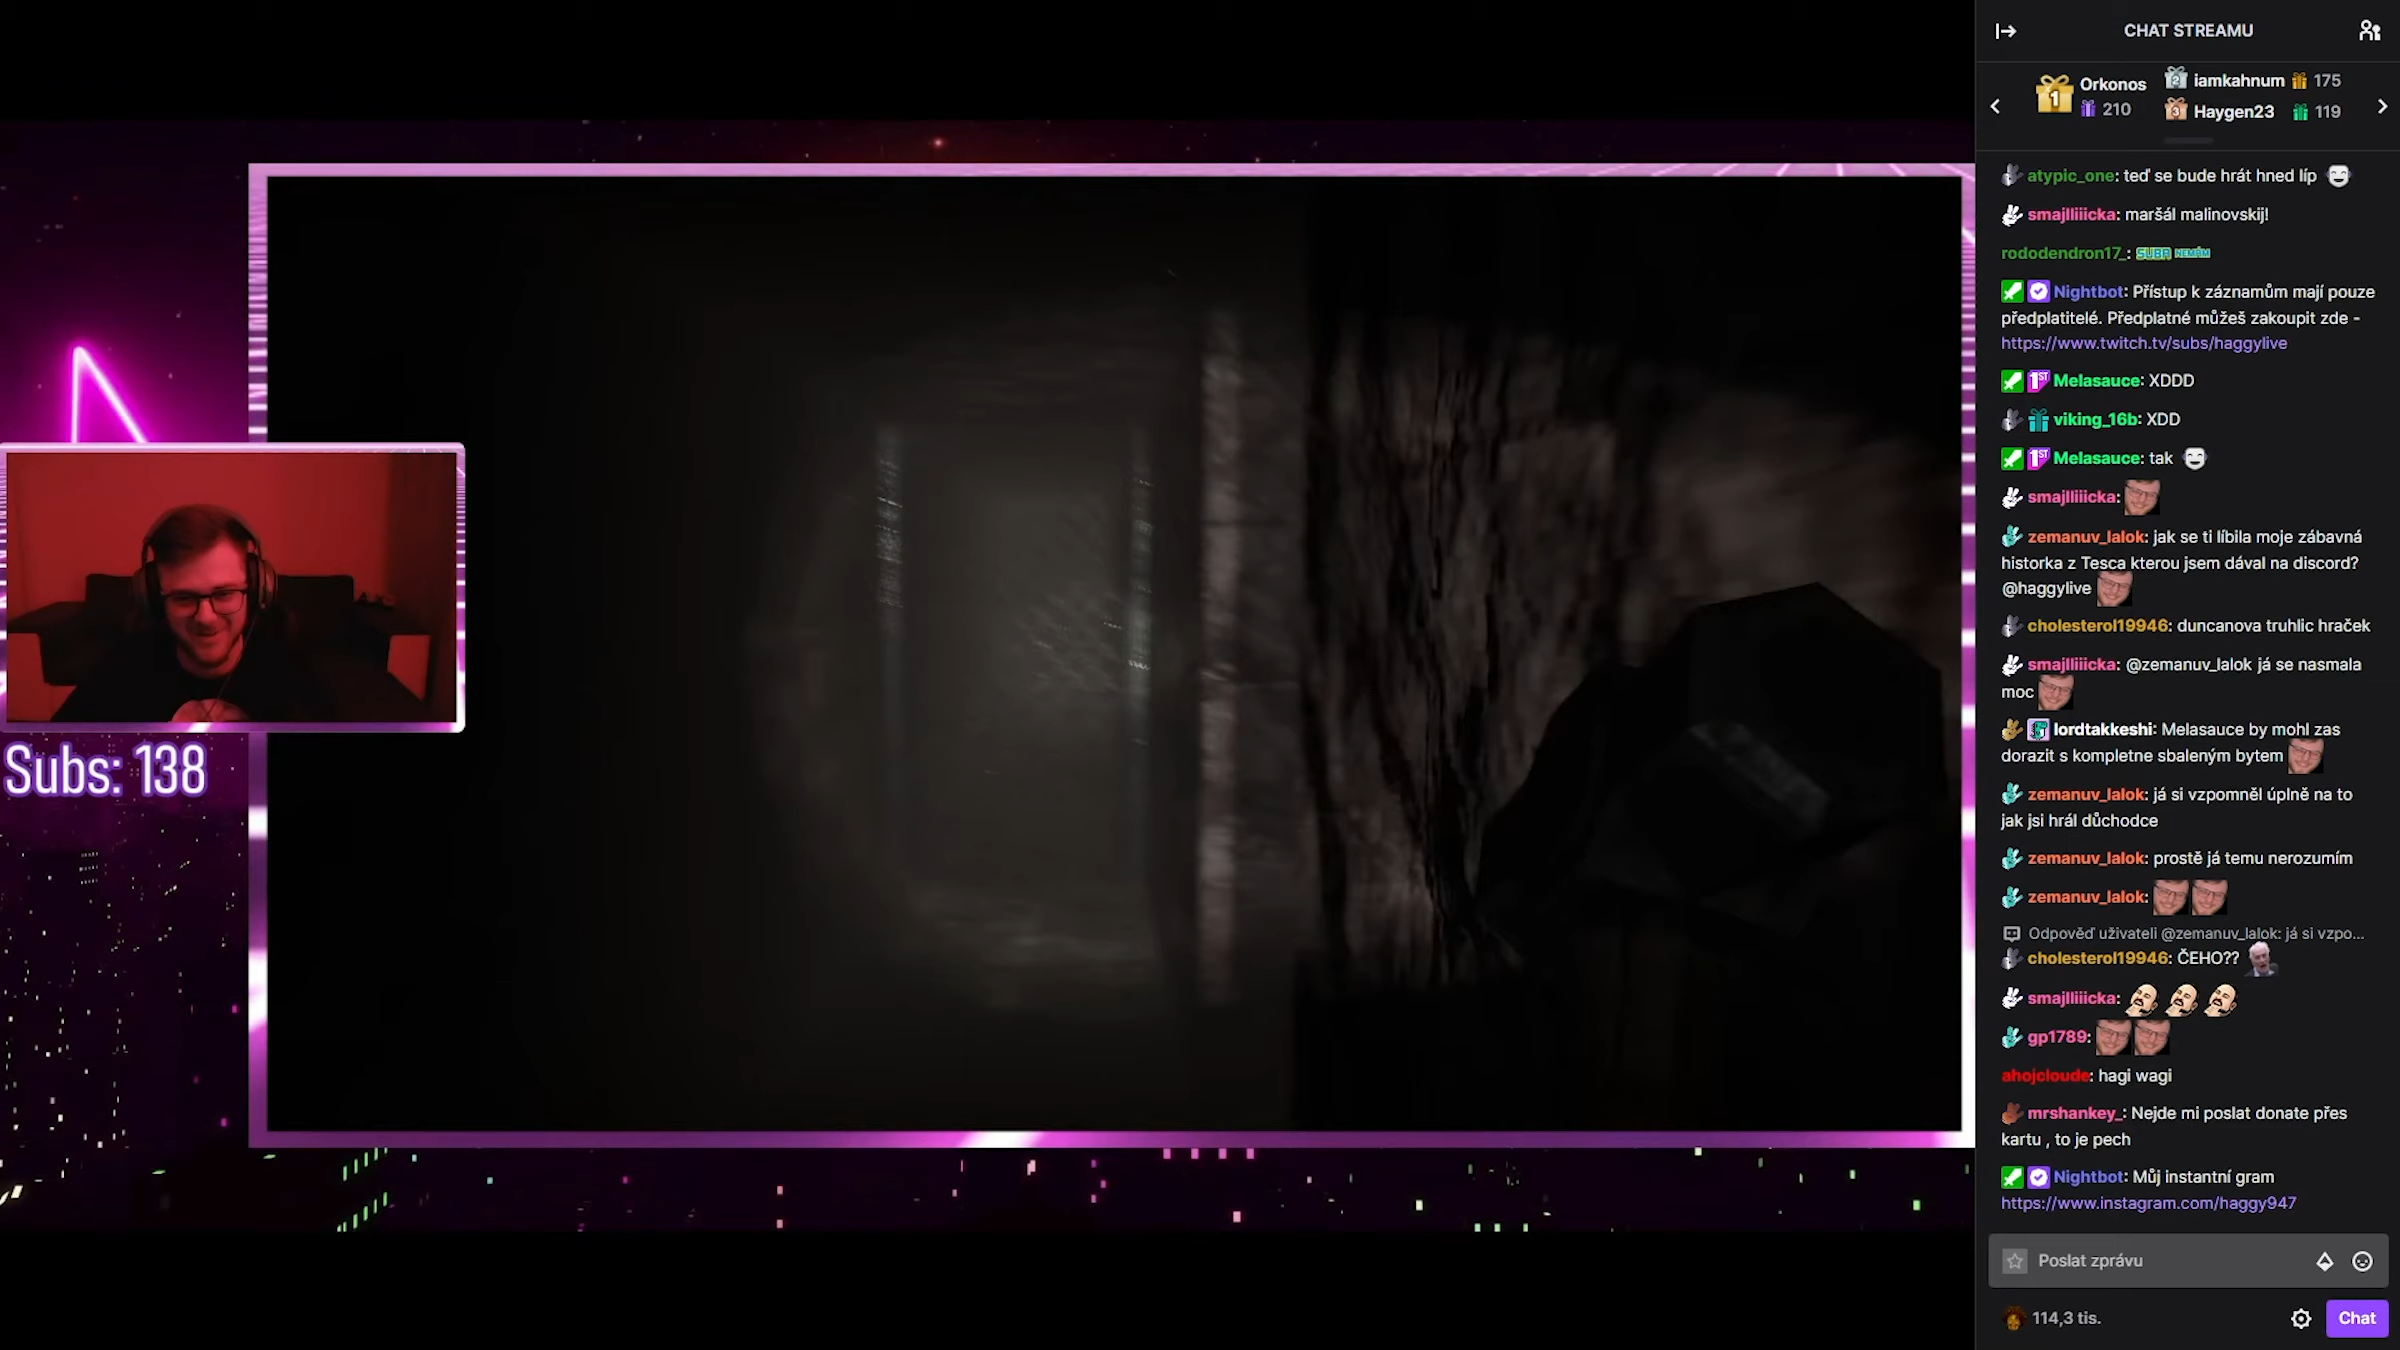 CHAT STREAMU
Orkonos
210
iamkahnum 175
Haygen23 119
atypic_one: teď se bude hrát hned líp
smajlliiicka: maršál malinovskij!
rododendron17_: SUBA NEMÁM
Nightbot: Přístup k záznamům mají pouze
předplatitelé. Předplatné můžeš zakoupit zde -
https://www.twitch.tv/subs/haggylive
Melasauce: XDDD
viking_16b: XDD
Melasauce: tak
smajlliiicka:
zemanuv_lalok: jak se ti líbila moje zábavná
historka z Tesca kterou jsem dával na discord?
@haggylive
cholesterol19946: duncanova truhlic hraček
smajlliiicka: @zemanuv_lalok já se nasmala
moc
lordtakkeshi: Melasauce by mohl zas
dorazit s kompletne sbaleným bytem
zemanuv_lalok: já si vzpomněl úplně na to
jak jsi hrál důchodce
zemanuv_lalok: prostě já temu nerozumím
zemanuv_lalok:
Odpověď uživateli @zemanuv_lalok: já si vzpo...
cholesterol19946: ČEHO??
smajlliiicka:
gp1789:
ahojcloude: hagi wagi
mrshankey_: Nejde mi poslat donate přes
kartu , to je pech
Nightbot: Můj instantní gram
https://www.instagram.com/haggy947
Poslat zprávu
114,3 tis.
Chat
Subs: 138